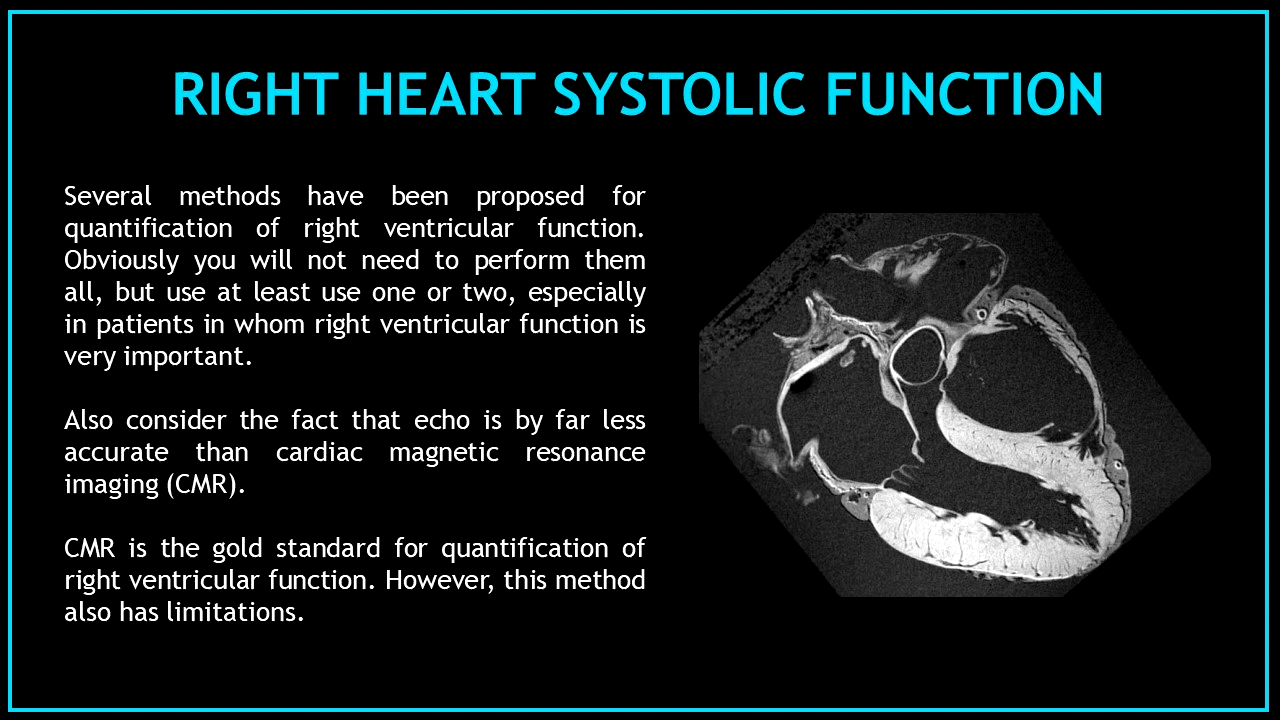 RIGHT HEART SYSTOLIC FUNCTION
Several methods have been proposed for
quantification of right ventricular function.
Obviously you will not need to perform them
all, but use at least use one or two, especially
in patients in whom right ventricular function is
very important.
Also consider the fact that echo is by far less
accurate than cardiac magnetic resonance
imaging (CMR).
CMR is the gold standard for quantification of
right ventricular function. However, this method
also has limitations.